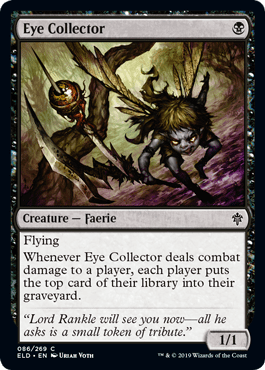 Eye Collector
Creature — Faerie
Flying
Whenever Eye Collector deals combat
damage to a player, each player puts
the top card of their library into their
graveyard.
“Lord Rankle will see you now—all he
asks is a small token of tribute.”
1/1
086/269 C
ELD • EN Uriah Voth
™ & © 2019 Wizards of the Coast